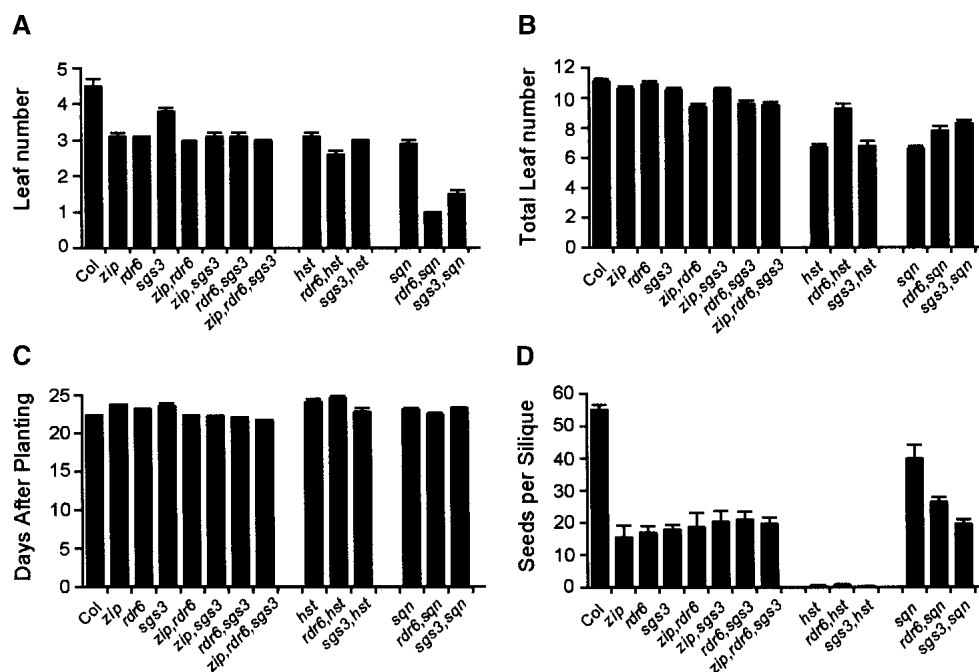 A
Leaf number
5
4
3
2
1
0
Col
zip
rdr6
sgs3
zip,rdr6
zip,sgs3
rdr6,sgs3
zip,rdr6,sgs3
hst
rdr6,hst
sgs3,hst
sqn
rdr6,sqn
sgs3,sqn
B
Total Leaf number
12
10
8
6
4
2
0
Col
zip
rdr6
sgs3
zip,rdr6
zip,sgs3
rdr6,sgs3
zip,rdr6,sgs3
hst
rdr6,hst
sgs3,hst
sqn
rdr6,sqn
sgs3,sqn
C
Days After Planting
25
20
15
10
5
0
Col
zip
rdr6
sgs3
zip,rdr6
zip,sgs3
rdr6,sgs3
zip,rdr6,sgs3
hst
rdr6,hst
sgs3,hst
sqn
rdr6,sqn
sgs3,sqn
D
Seeds per Silique
60
50
40
30
20
10
0
Col
zip
rdr6
sgs3
zip,rdr6
zip,sgs3
rdr6,sgs3
zip,rdr6,sgs3
hst
rdr6,hst
sgs3,hst
sqn
rdr6,sqn
sgs3,sqn